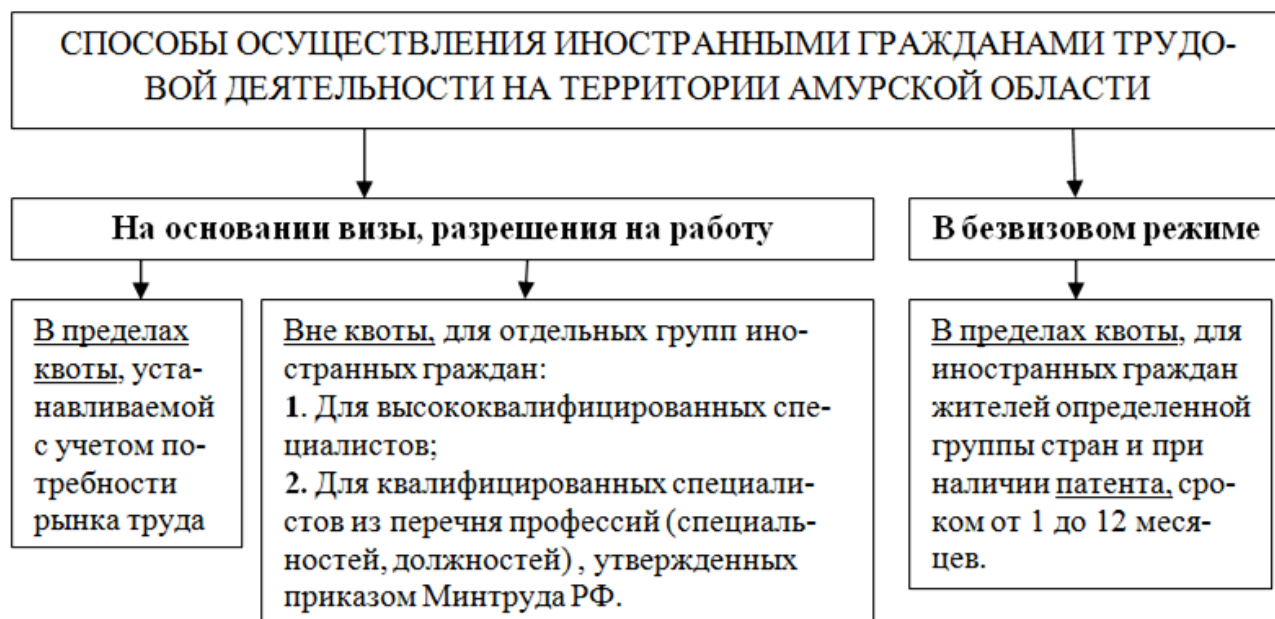 СПОСОБЫ ОСУЩЕСТВЛЕНИЯ ИНОСТРАННЫМИ ГРАЖДАНАМИ ТРУДО-
ВОЙ ДЕЯТЕЛЬНОСТИ НА ТЕРРИТОРИИ АМУРСКОЙ ОБЛАСТИ
На основании визы, разрешения на работу
В безвизовом режиме
В пределах
квоты, уста-
навливаемой
с учетом по-
требности
рынка труда
Вне квоты, для отдельных групп ино-
странных граждан:
1. Для высококвалифицированных спе-
циалистов;
2. Для квалифицированных специали-
стов из перечня профессий (специаль-
ностей, должностей) , утвержденных
приказом Минтруда РФ.
В пределах квоты, для
иностранных граждан
жителей определенной
группы стран и при
наличии патента, сро-
ком от 1 до 12 меся-
цев.